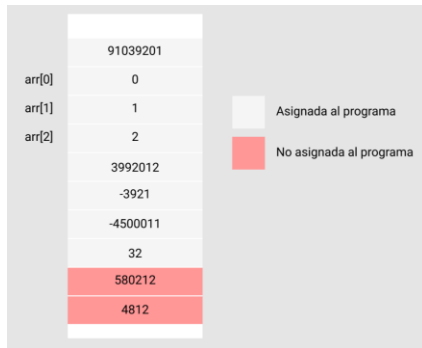 91039201
arr[0] 0
arr[1] 1
arr[2] 2
3992012
-3921
-4500011
32
580212
4812
Asignada al programa
No asignada al programa